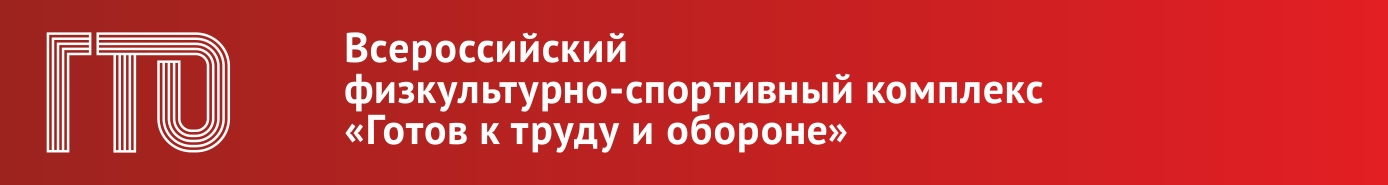 ГТО
Всероссийский
физкультурно-спортивный комплекс
«Готов к труду и обороне»